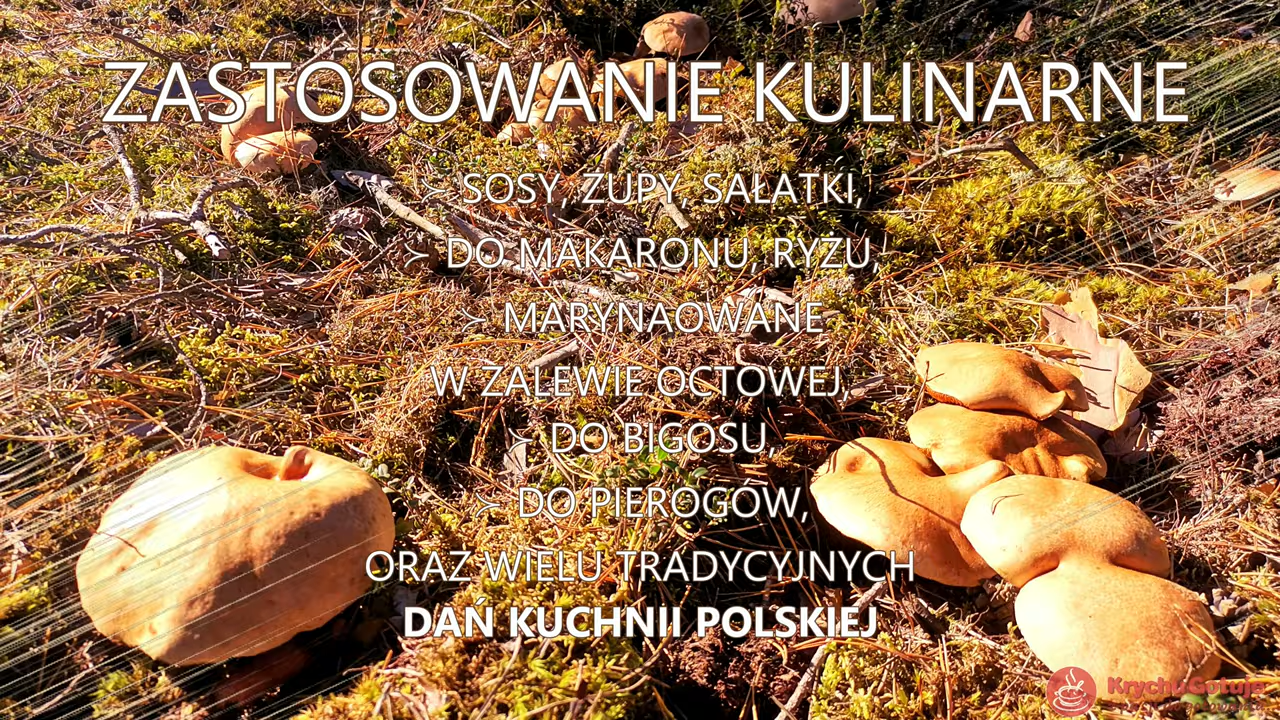 ZASTOSOWANIE KULINARNE
➢ SOSY, ZUPY, SAŁATKI,
➢ DO MAKARONU, RYŻU,
➢ MARYNAOWANE
W ZALEWIE OCTOWEJ,
➢ DO BIGOSU,
➢ DO PIEROGÓW,
ORAZ WIELU TRADYCYJNYCH
DAŃ KUCHNII POLSKIEJ
KrychuGotuje